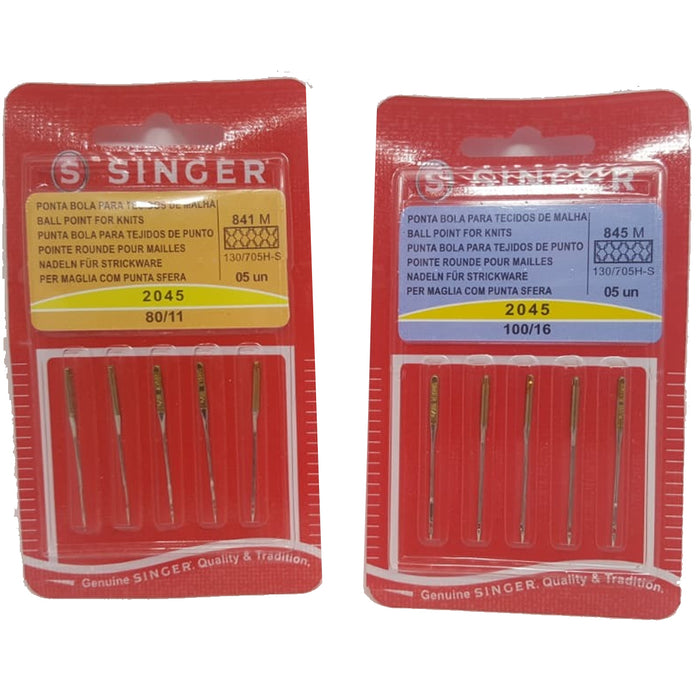 S SINGER
PONTA BOLA PARA TEJIDOS DE MALHA
BALL POINT FOR KNITS
841 M
PUNTA BOLA PARA TEJIDOS DE PUNTO
POINTE ROUNDE POUR MAILLES
130/705H-S
NADELN FÜR STRICKWARE
PER MAGLIA COM PUNTA SFERA
05 un
2045
80/11
Genuine SINGER. Quality & Tradition.
S SINGER
PONTA BOLA PARA TECIDOS DE MALHA
BALL POINT FOR KNITS
845 M
PUNTA BOLA PARA TEJIDOS DE PUNTO
POINTE ROUNDE POUR MAILLES
130/705H-S
NADELN FÜR STRICKWARE
PER MAGLIA COM PUNTA SFERA
05 un
2045
100/16
Genuine SINGER. Quality & Tradition.